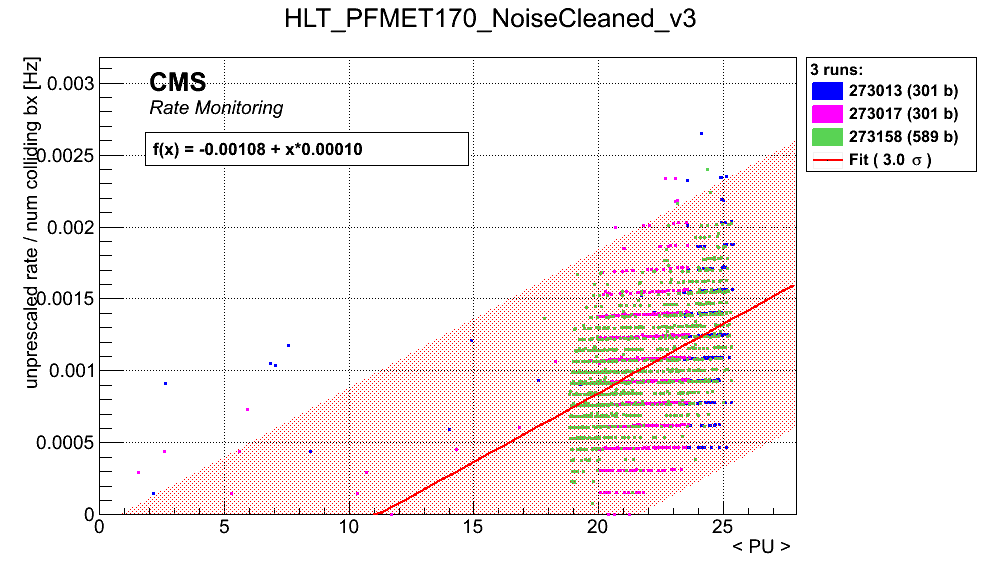 HLT_PFMET170_NoiseCleaned_v3
unprescaled rate / num colliding bx [Hz]
CMS
Rate Monitoring
f(x) = -0.00108 + x*0.00010
0.003
0.0025
0.002
0.0015
0.001
0.0005
0
0 5 10 15 20 25
< PU >
3 runs:
273013 (301 b)
273017 (301 b)
273158 (589 b)
Fit ( 3.0 σ )